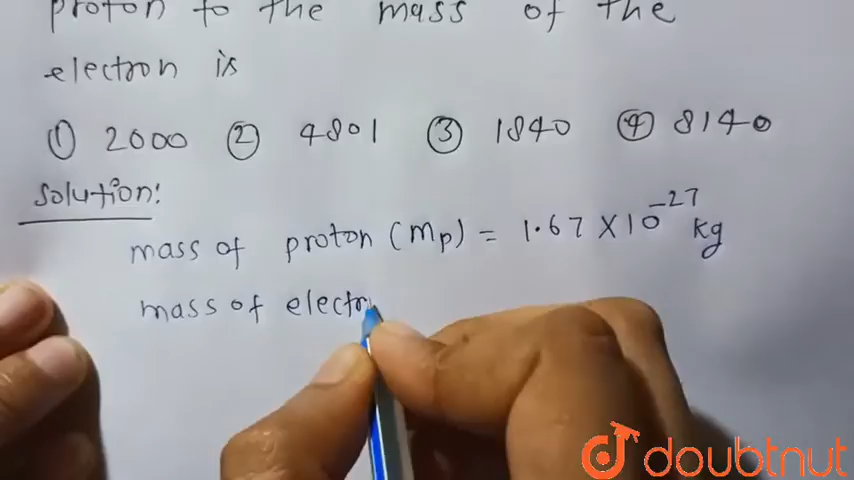 proton to the mass of the
electron is
① 2000 ② 4801 ③ 1840 ④ 8140
Solution:
mass of proton (mp) = 1.67 × 10⁻²⁷ kg
mass of electr
doubtnut